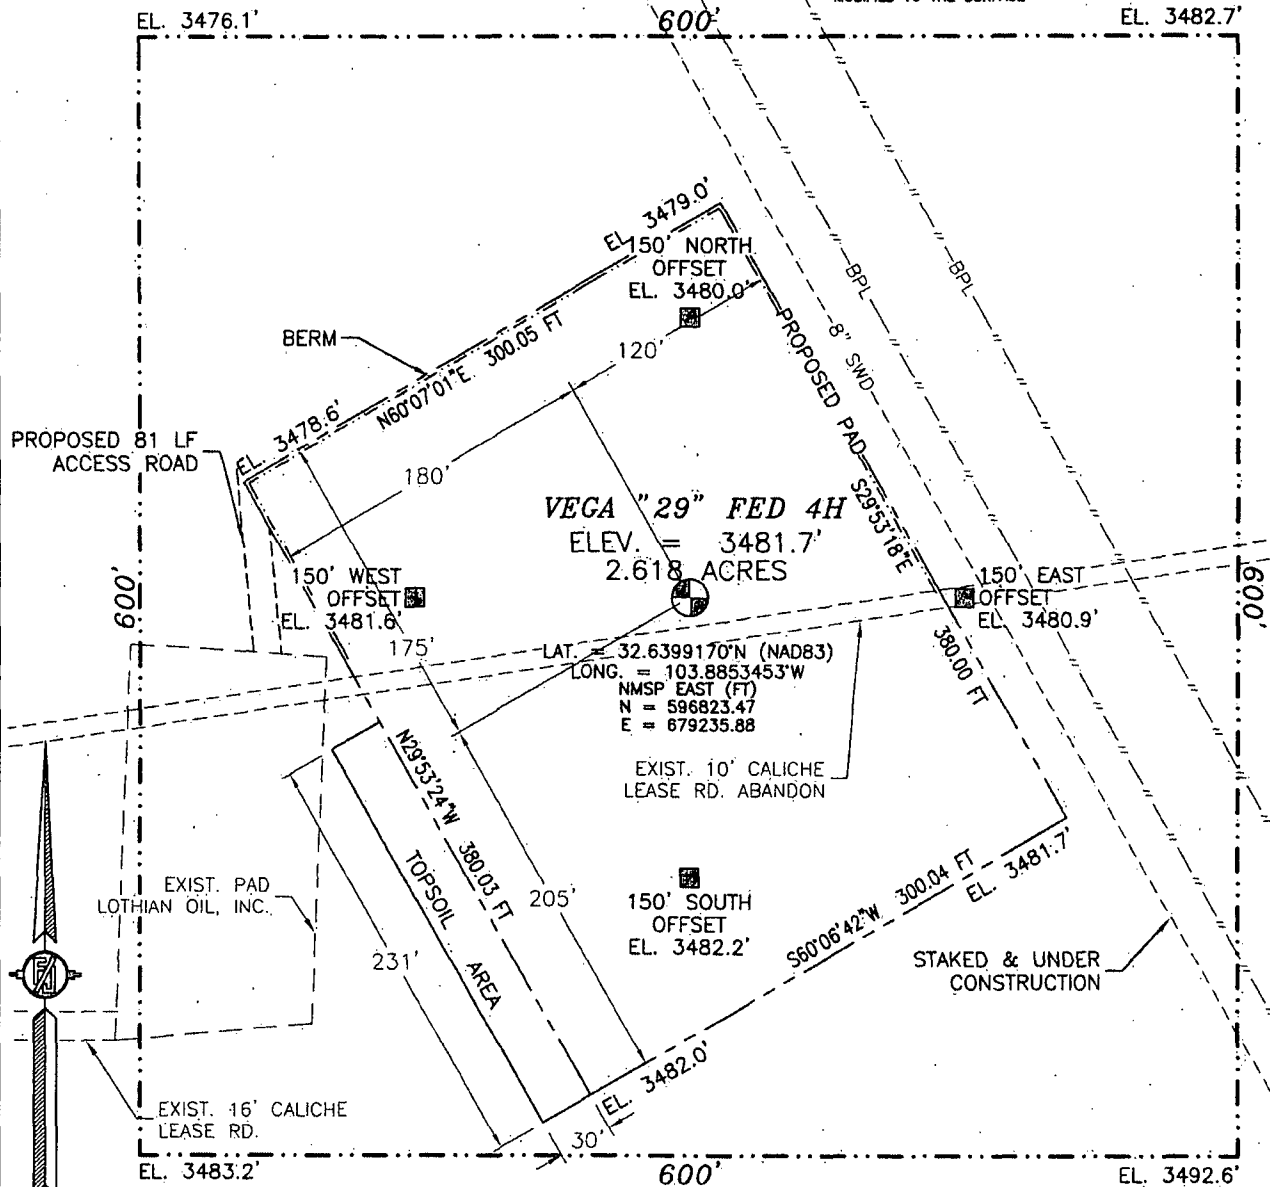 EL. 3476.1'
600'
EL. 3482.7'
EL. 3479.0'
150' NORTH
OFFSET
EL. 3480.0'
BERM
N60°07'01"E 300.05 FT
120'
PROPOSED PAD
8" SWD
BPL
BPL
PROPOSED 81 LF
ACCESS ROAD
EL. 3478.6'
180'
VEGA "29" FED 4H
ELEV. = 3481.7'
2.618 ACRES
S29°53'18"E
380.00 FT
600'
150' WEST
OFFSET
EL. 3481.6'
175'
150' EAST
OFFSET
EL. 3480.9'
600'
LAT. = 32.6399170°N (NAD83)
LONG. = 103.8853453°W
NMSP EAST (FT)
N = 596823.47
E = 679235.88
EXIST. 10' CALICHE
LEASE RD. ABANDON
N29°53'24"W 380.03 FT
TOPSOIL AREA
EXIST. PAD
LOTHIAN OIL, INC.
231'
205'
150' SOUTH
OFFSET
EL. 3482.2'
S60°06'42"W 300.04 FT
EL. 3481.7'
STAKED & UNDER
CONSTRUCTION
EL. 3482.0'
30'
EXIST. 16' CALICHE
LEASE RD.
EL. 3483.2'
600'
EL. 3492.6'